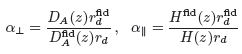 α⊥ = D_A(z)r_d^fid / D_A^fid(z)r_d , α∥ = H^fid(z)r_d^fid / H(z)r_d